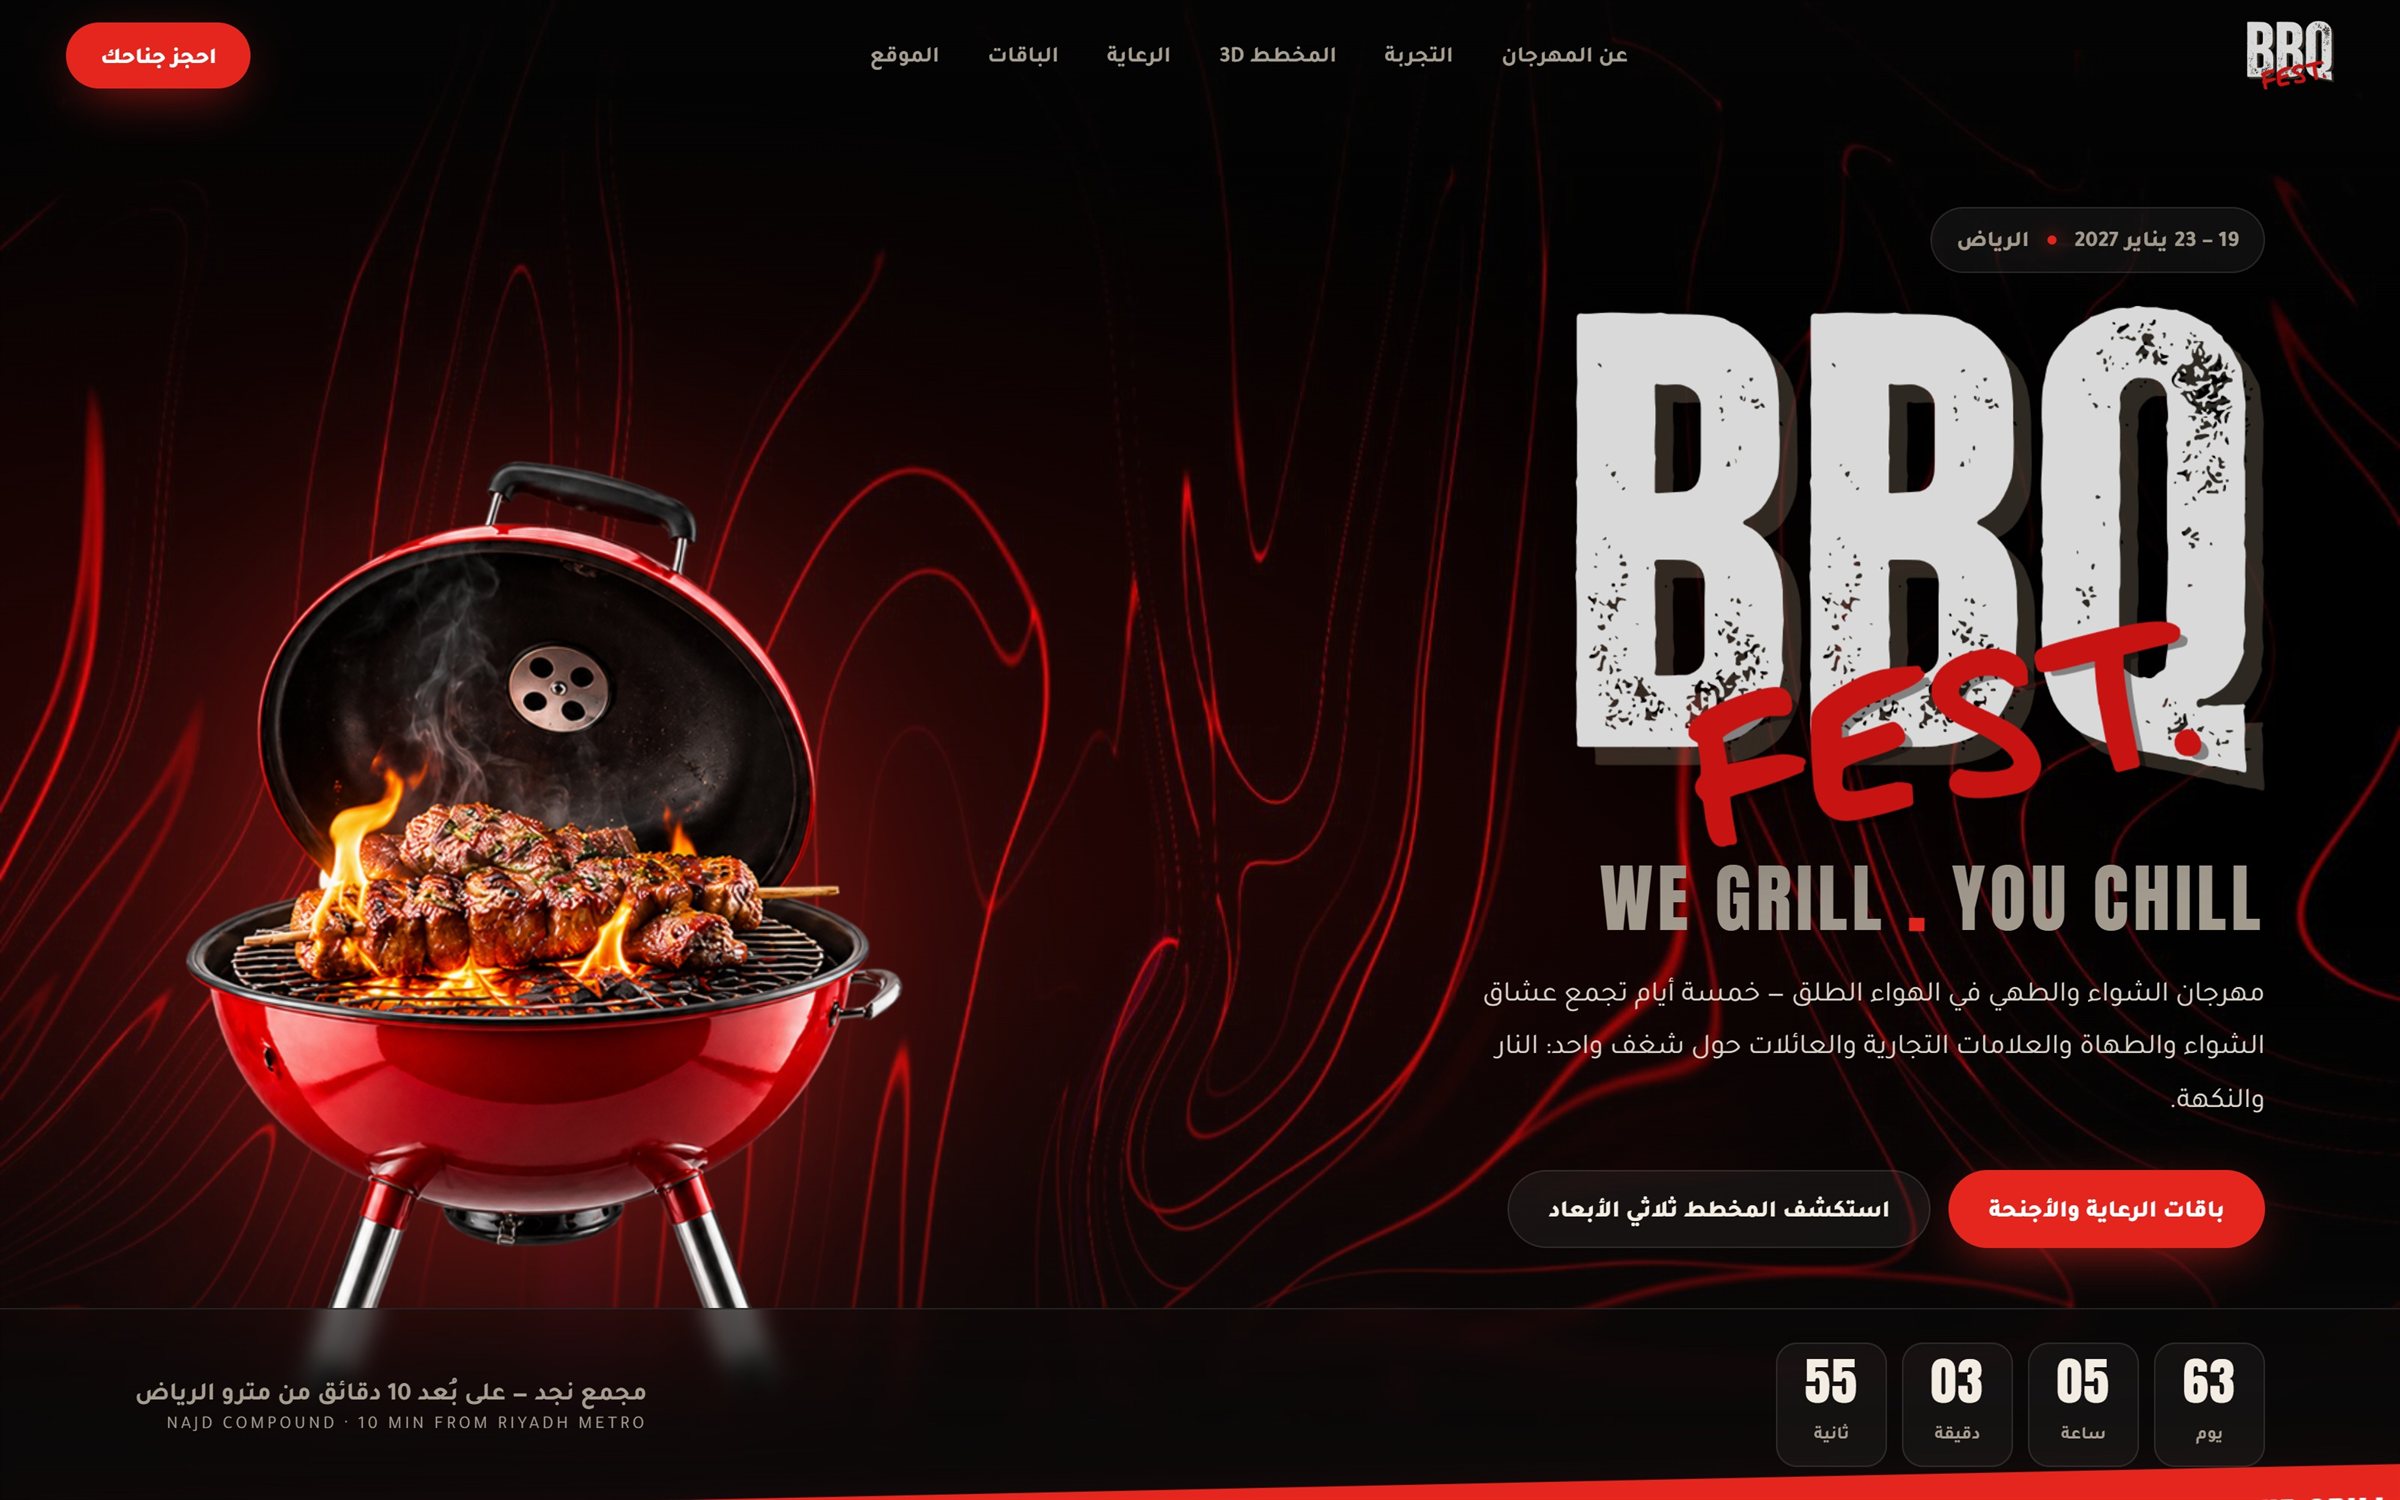 BBQ
FEST.
عن المهرجان
التجربة
المخطط 3D
الرعاية
الباقات
الموقع
احجز جناحك
19 – 23 يناير 2027 • الرياض
BBQ
FEST.
WE GRILL . YOU CHILL
مهرجان الشواء والطهي في الهواء الطلق – خمسة أيام تجمع عشاق
الشواء والطهاة والعلامات التجارية والعائلات حول شغف واحد: النار
والنكهة.
باقات الرعاية والأجنحة
استكشف المخطط ثلاثي الأبعاد
63 05 03 55
يوم ساعة دقيقة ثانية
مجمع نجد – على بُعد 10 دقائق من مترو الرياض
NAJD COMPOUND · 10 MIN FROM RIYADH METRO